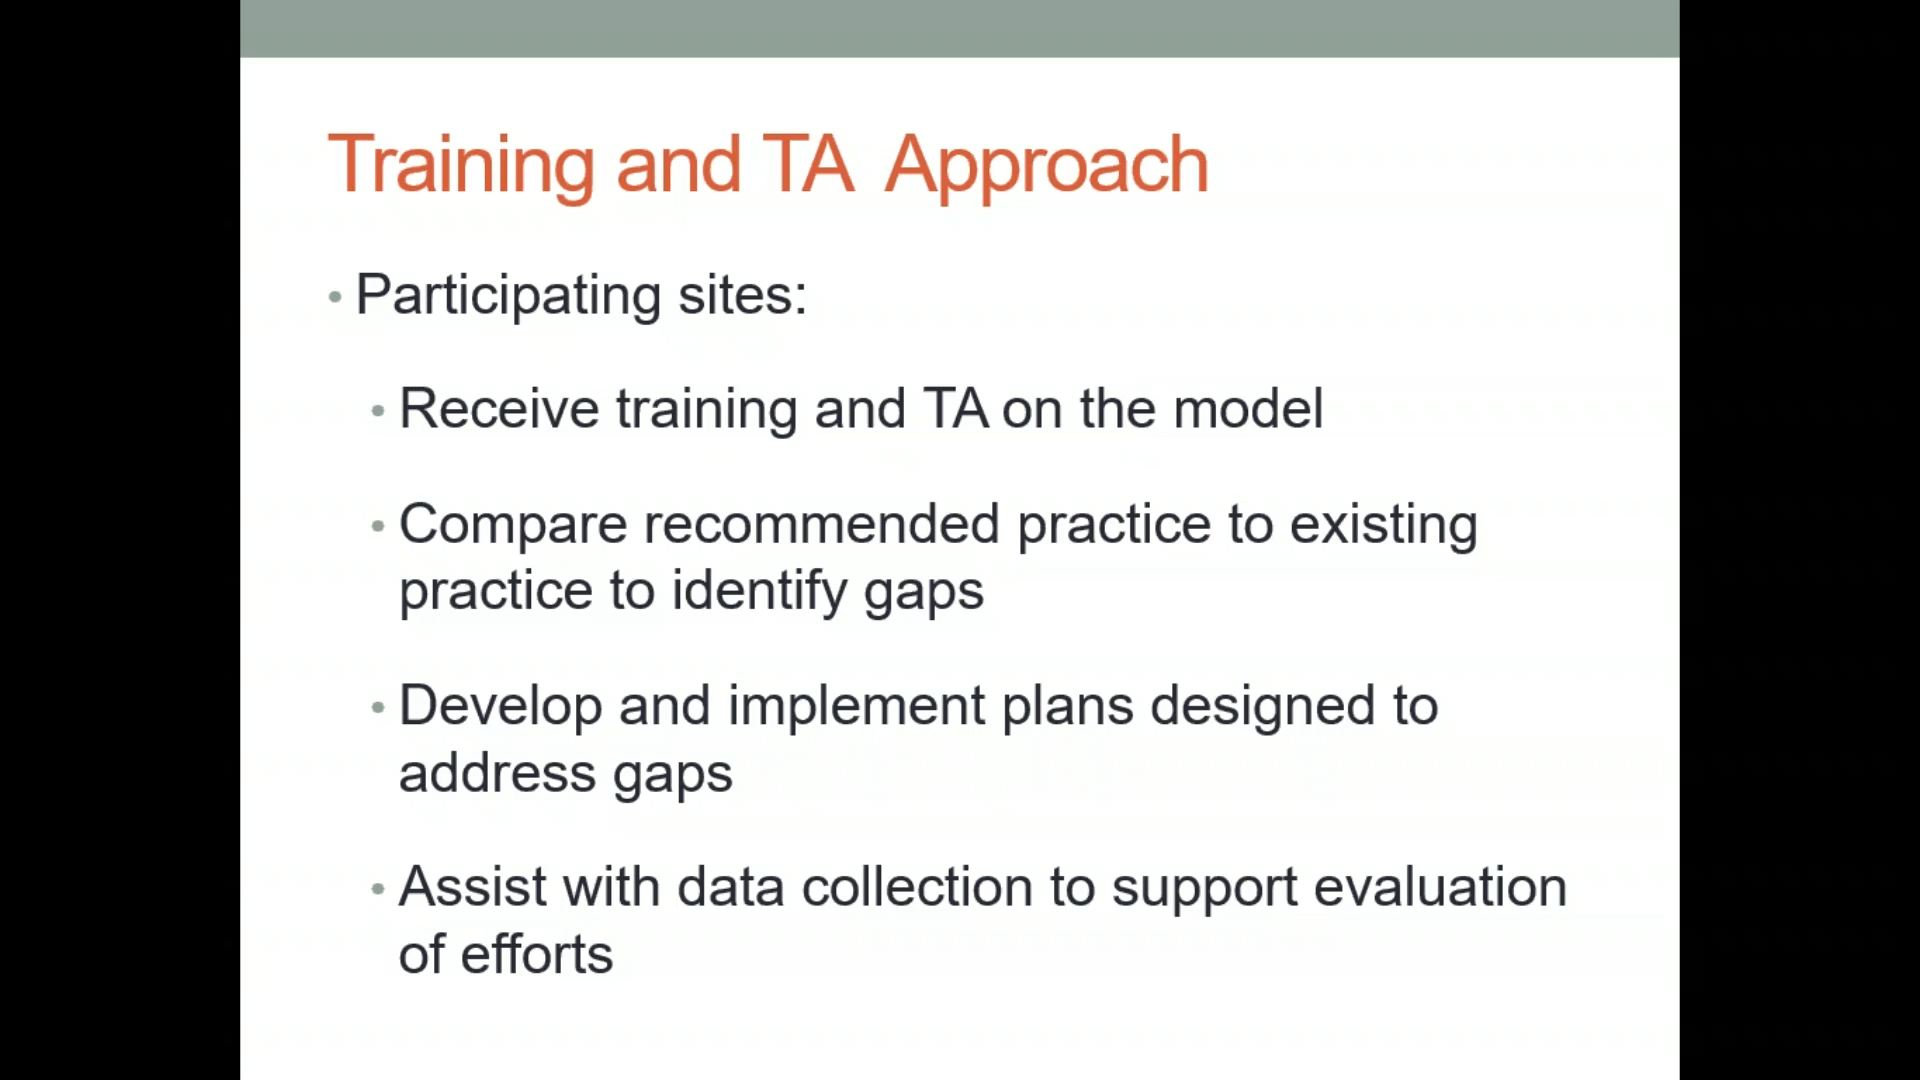 Training and TA  Approach
• Participating sites:
• Receive training and TA on the model
• Compare recommended practice to existing
practice to identify gaps
• Develop and implement plans designed to
address gaps
• Assist with data collection to support evaluation
of efforts